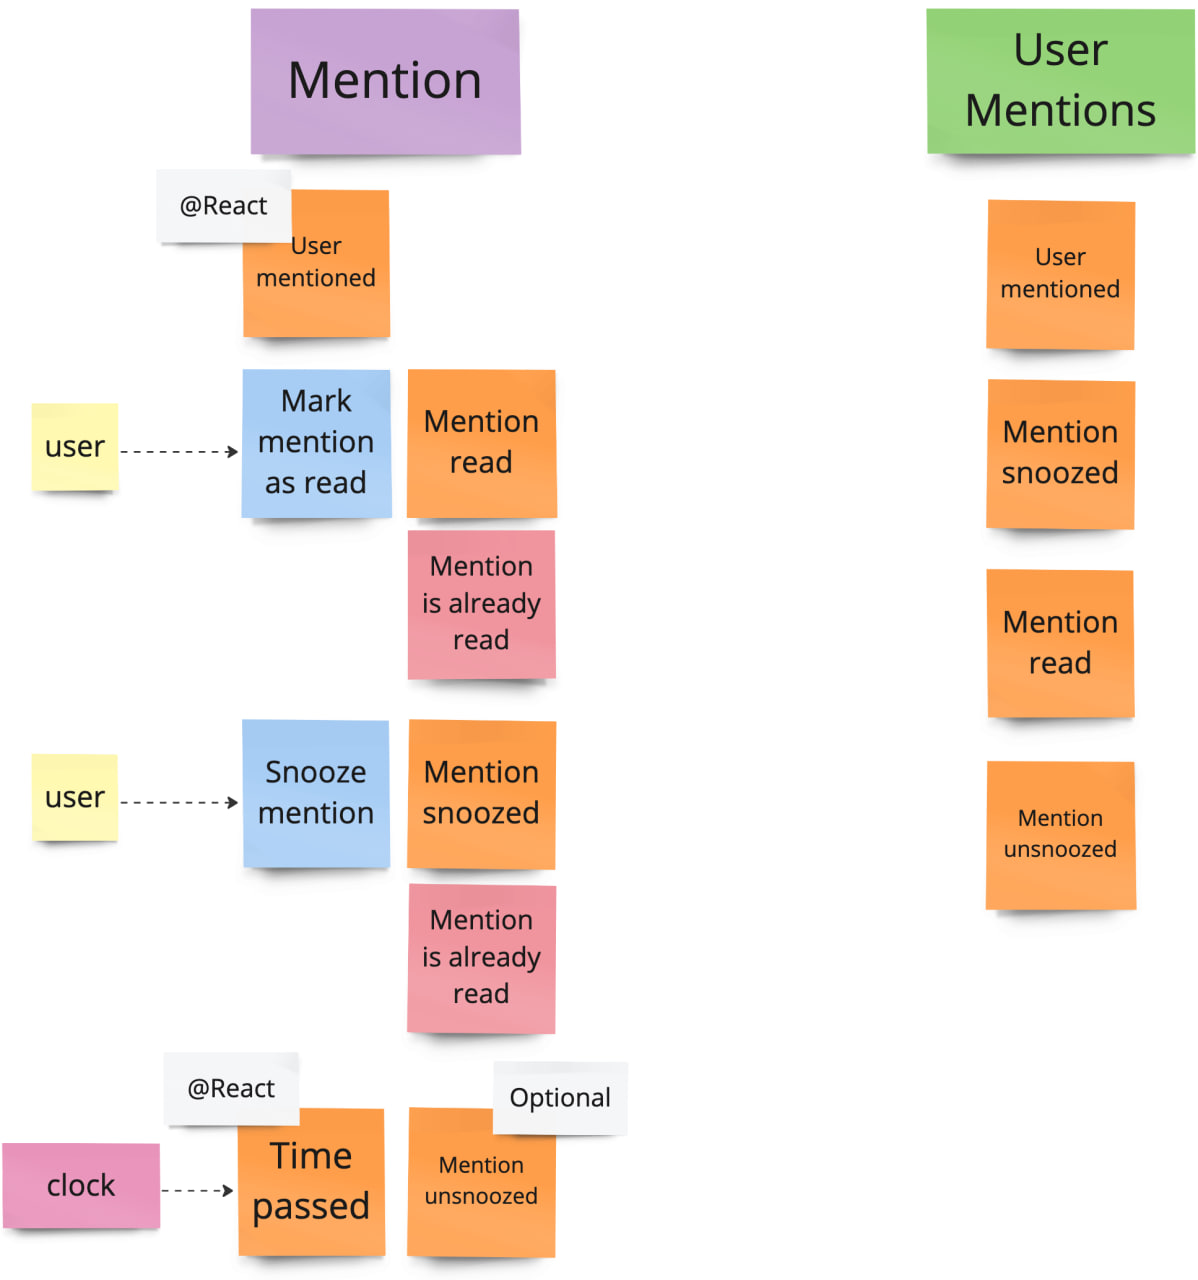 Mention
User
Mentions
@React
User
mentioned
User
mentioned
user
Mark
mention
as read
Mention
read
Mention
snoozed
Mention
is already
read
Mention
read
user
Snooze
mention
Mention
snoozed
Mention
unsnoozed
Mention
is already
read
@React
Optional
clock
Time
passed
Mention
unsnoozed